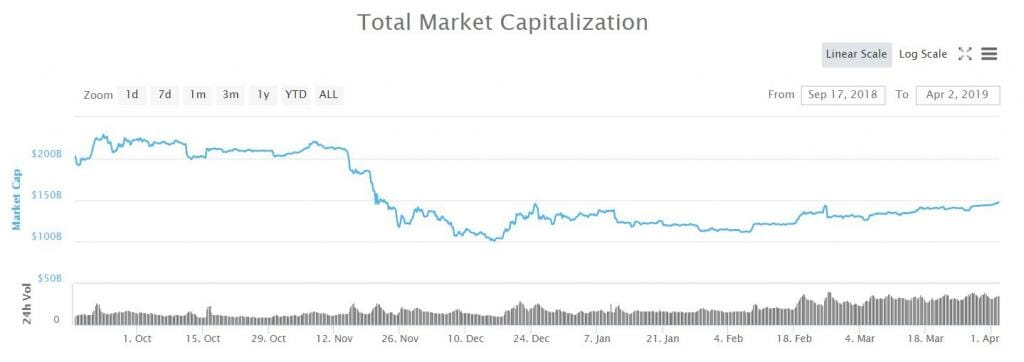 Total Market Capitalization
Linear Scale Log Scale
Zoom 1d 7d 1m 3m 1y YTD ALL From Sep 17, 2018 To Apr 2, 2019
Market Cap
$200B
$150B
$100B
$50B
24h Vol
0
1. Oct 15. Oct 29. Oct 12. Nov 26. Nov 10. Dec 24. Dec 7. Jan 21. Jan 4. Feb 18. Feb 4. Mar 18. Mar 1. Apr